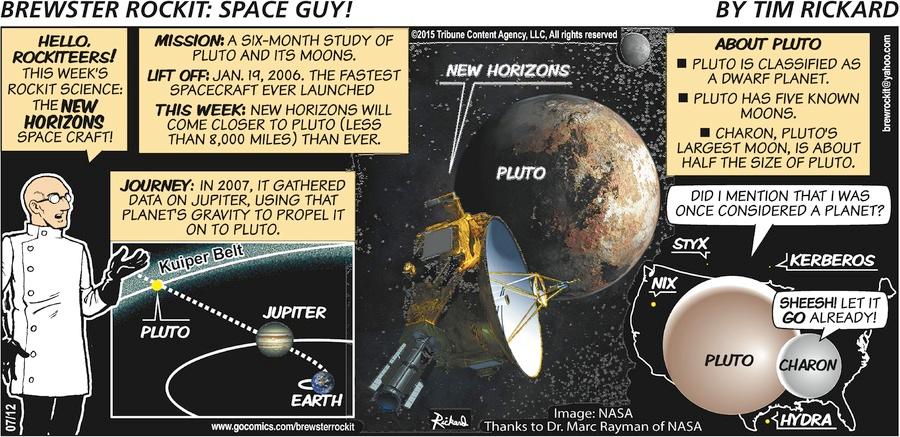 BREWSTER ROCKIT: SPACE GUY!
BY TIM RICKARD
HELLO,
ROCKITEERS!
THIS WEEK'S
ROCKIT SCIENCE:
THE NEW
HORIZONS
SPACE CRAFT!
MISSION: A SIX-MONTH STUDY OF
PLUTO AND ITS MOONS.
LIFT OFF: JAN. 19, 2006. THE FASTEST
SPACECRAFT EVER LAUNCHED
THIS WEEK: NEW HORIZONS WILL
COME CLOSER TO PLUTO (LESS
THAN 8,000 MILES) THAN EVER.
JOURNEY: IN 2007, IT GATHERED
DATA ON JUPITER, USING THAT
PLANET'S GRAVITY TO PROPEL IT
ON TO PLUTO.
Kuiper Belt
PLUTO
JUPITER
EARTH
07/12
www.gocomics.com/brewsterrockit
©2015 Tribune Content Agency, LLC, All rights reserved
NEW HORIZONS
PLUTO
Rickard
Image: NASA
Thanks to Dr. Marc Rayman of NASA
ABOUT PLUTO
■ PLUTO IS CLASSIFIED AS
A DWARF PLANET.
■ PLUTO HAS FIVE KNOWN
MOONS.
■ CHARON, PLUTO'S
LARGEST MOON, IS ABOUT
HALF THE SIZE OF PLUTO.
brewrockit@yahoo.com
DID I MENTION THAT I WAS
ONCE CONSIDERED A PLANET?
STYX
KERBEROS
NIX
SHEESH! LET IT
GO ALREADY!
PLUTO
CHARON
HYDRA